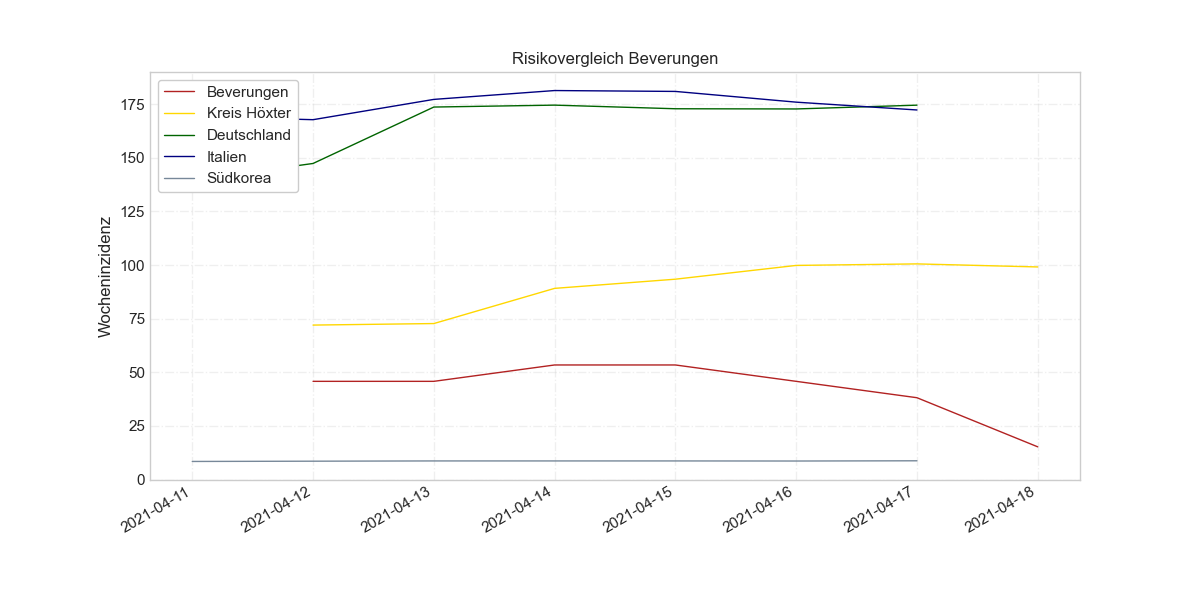 Risikovergleich Beverungen
Beverungen
Kreis Höxter
Deutschland
Italien
Südkorea
Wocheninzidenz
175
150
125
100
75
50
25
0
2021-04-11
2021-04-12
2021-04-13
2021-04-14
2021-04-15
2021-04-16
2021-04-17
2021-04-18